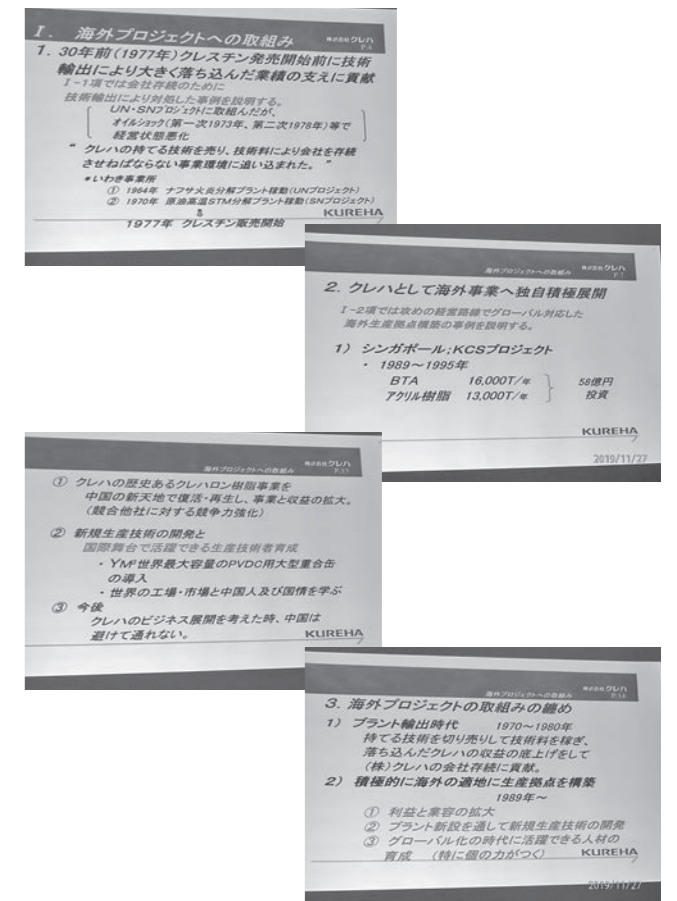 I. 海外プロジェクトへの取組み
株式会社クレハ
1. 30年前(1977年)クレスチン発売開始前に技術
輸出により大きく落ち込んだ業績の支えに貢献
I-1項では会社存続のために
技術輸出により対処した事例を説明する。
UN・SNプロジェクトに取組んだが、
オイルショック(第一次1973年、第二次1978年)等で
経営状態悪化
“ クレハの持てる技術を売り、技術料により会社を存続
させねばならない事業環境に追い込まれた。”
*いわき事業所
① 1964年 ナフサ火炎分解プラント稼動(UNプロジェクト)
② 1970年 原油高温STM分解プラント稼動(SNプロジェクト)
KUREHA
1977年 クレスチン販売開始
海外プロジェクトへの取組み
株式会社クレハ
P.7
2. クレハとして海外事業へ独自積極展開
I-2項では攻めの経営路線でグローバル対応した
海外生産拠点構築の事例を説明する。
1) シンガポール;KCSプロジェクト
・ 1989~1995年
BTA 16,000T/年 58億円
アクリル樹脂 13,000T/年 投資
KUREHA
2019/11/27
海外プロジェクトへの取組み
株式会社クレハ
① クレハの歴史あるクレハロン樹脂事業を
中国の新天地で復活・再生し、事業と収益の拡大。
(競合他社に対する競争力強化)
② 新規生産技術の開発と
国際舞台で活躍できる生産技術者育成
・YM²世界最大容量のPVDC用大型重合缶
の導入
・世界の工場・市場と中国人及び国情を学ぶ
③ 今後
クレハのビジネス展開を考えた時、中国は
避けて通れない。
KUREHA
海外プロジェクトへの取組み
株式会社クレハ
3. 海外プロジェクトの取組みの纏め
1) プラント輸出時代 1970~1980年
持てる技術を切り売りして技術料を稼ぎ、
落ち込んだクレハの収益の底上げをして
(株)クレハの会社存続に貢献。
2) 積極的に海外の適地に生産拠点を構築
1989年~
① 利益と業容の拡大
② プラント新設を通して新規生産技術の開発
③ グローバル化の時代に活躍できる人材の
育成 (特に個の力がつく)
KUREHA
2019/11/27